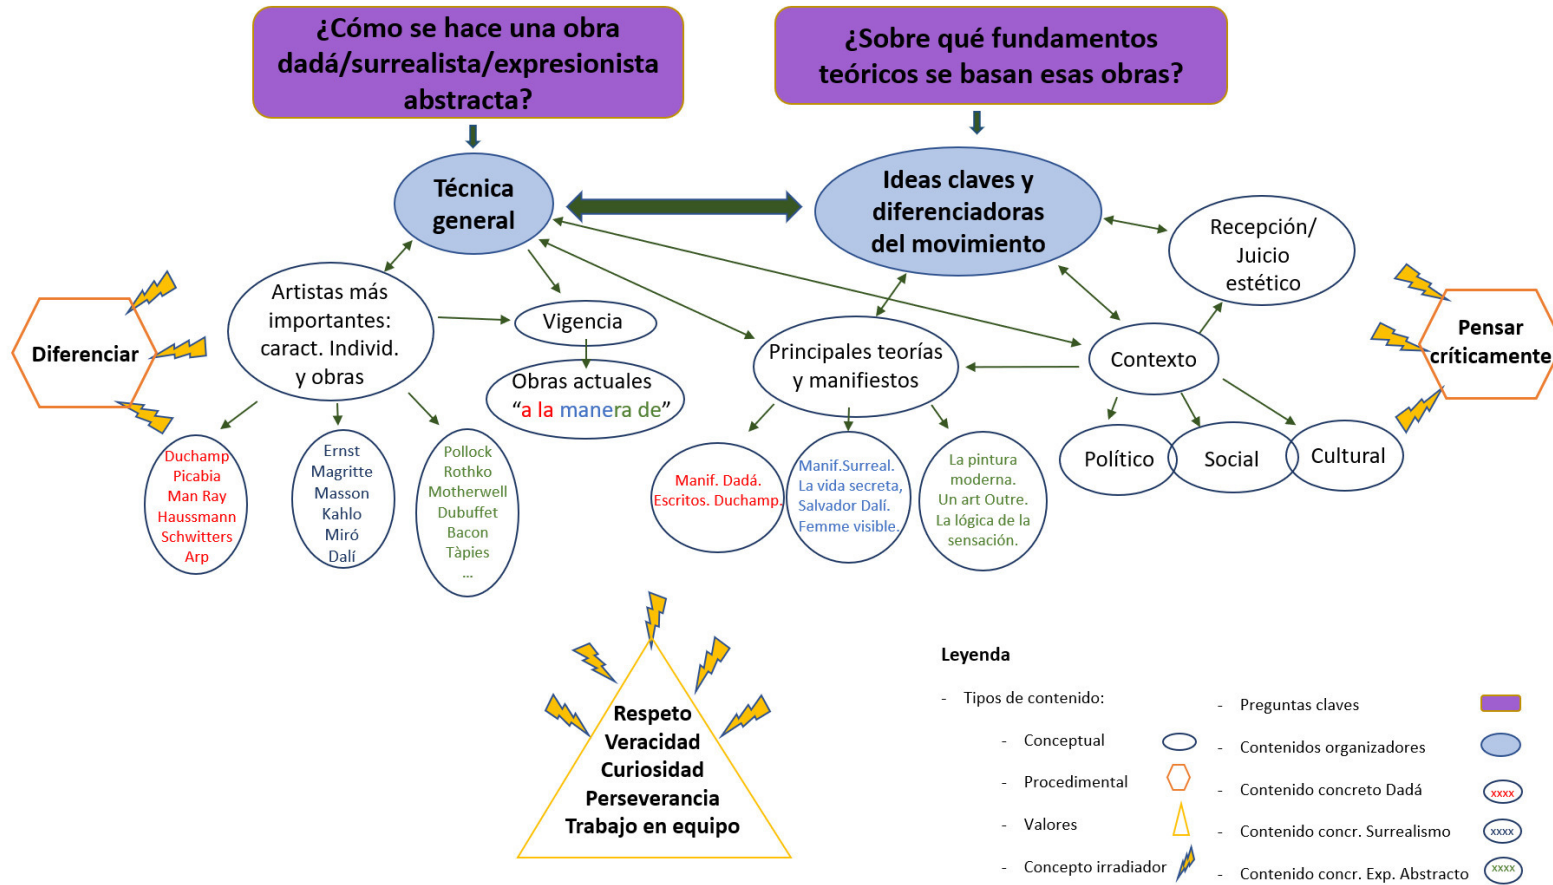 ¿Cómo se hace una obra
dadá/surrealista/expresionista
abstracta?
¿Sobre qué fundamentos
teóricos se basan esas obras?
Técnica
general
Ideas claves y
diferenciadoras
del movimiento
Recepción/
Juicio
estético
Diferenciar
Artistas más
importantes:
caract. Individ.
y obras
Vigencia
Obras actuales
“a la manera de”
Principales teorías
y manifiestos
Contexto
Pensar
críticamente
Duchamp
Picabia
Man Ray
Haussmann
Schwitters
Arp
Ernst
Magritte
Masson
Kahlo
Miró
Dalí
Pollock
Rothko
Motherwell
Dubuffet
Bacon
Tàpies
...
Manif. Dadá.
Escritos. Duchamp.
Manif.Surreal.
La vida secreta,
Salvador Dalí.
Femme visible.
La pintura
moderna.
Un art Outre.
La lógica de la
sensación.
Político
Social
Cultural
Respeto
Veracidad
Curiosidad
Perseverancia
Trabajo en equipo
Leyenda
- Tipos de contenido:
- Conceptual
- Procedimental
- Valores
- Concepto irradiador
- Preguntas claves
- Contenidos organizadores
- Contenido concreto Dadá
xxxx
- Contenido concr. Surrealismo
xxxx
- Contenido concr. Exp. Abstracto
xxxx